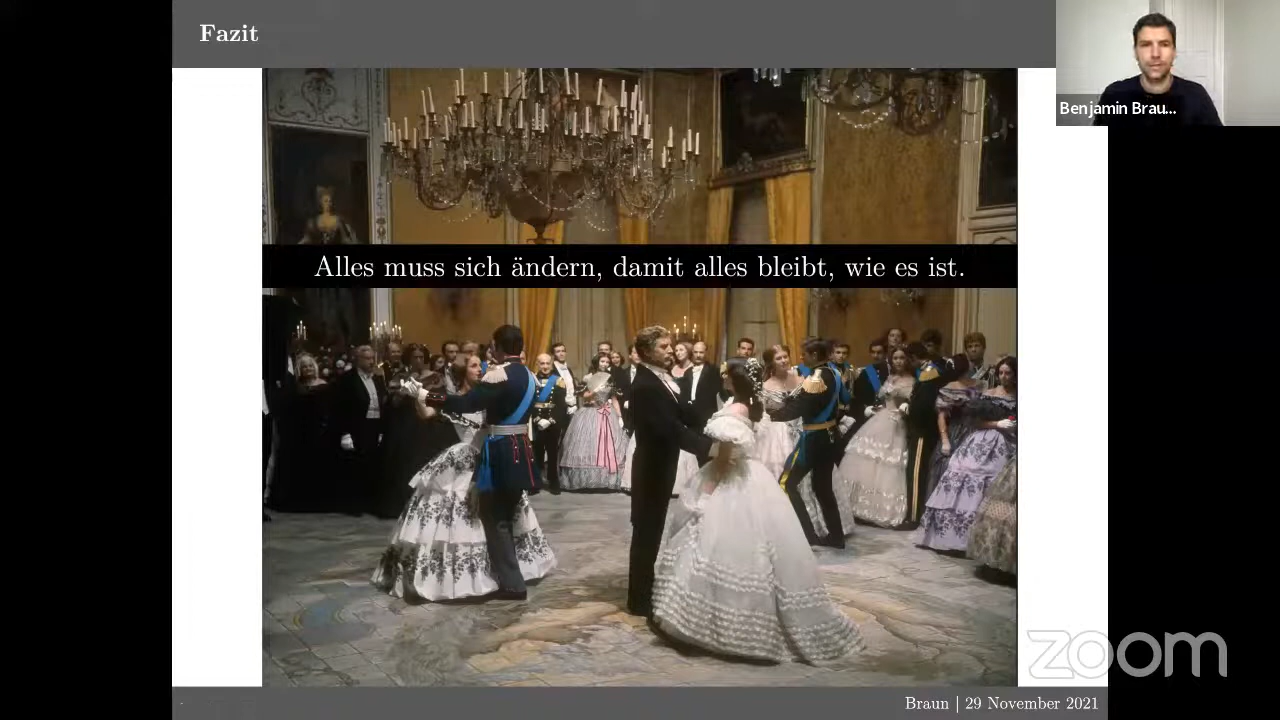 Fazit
Benjamin Brau...
Alles muss sich ändern, damit alles bleibt, wie es ist.
zoom
Braun | 29 November 2021